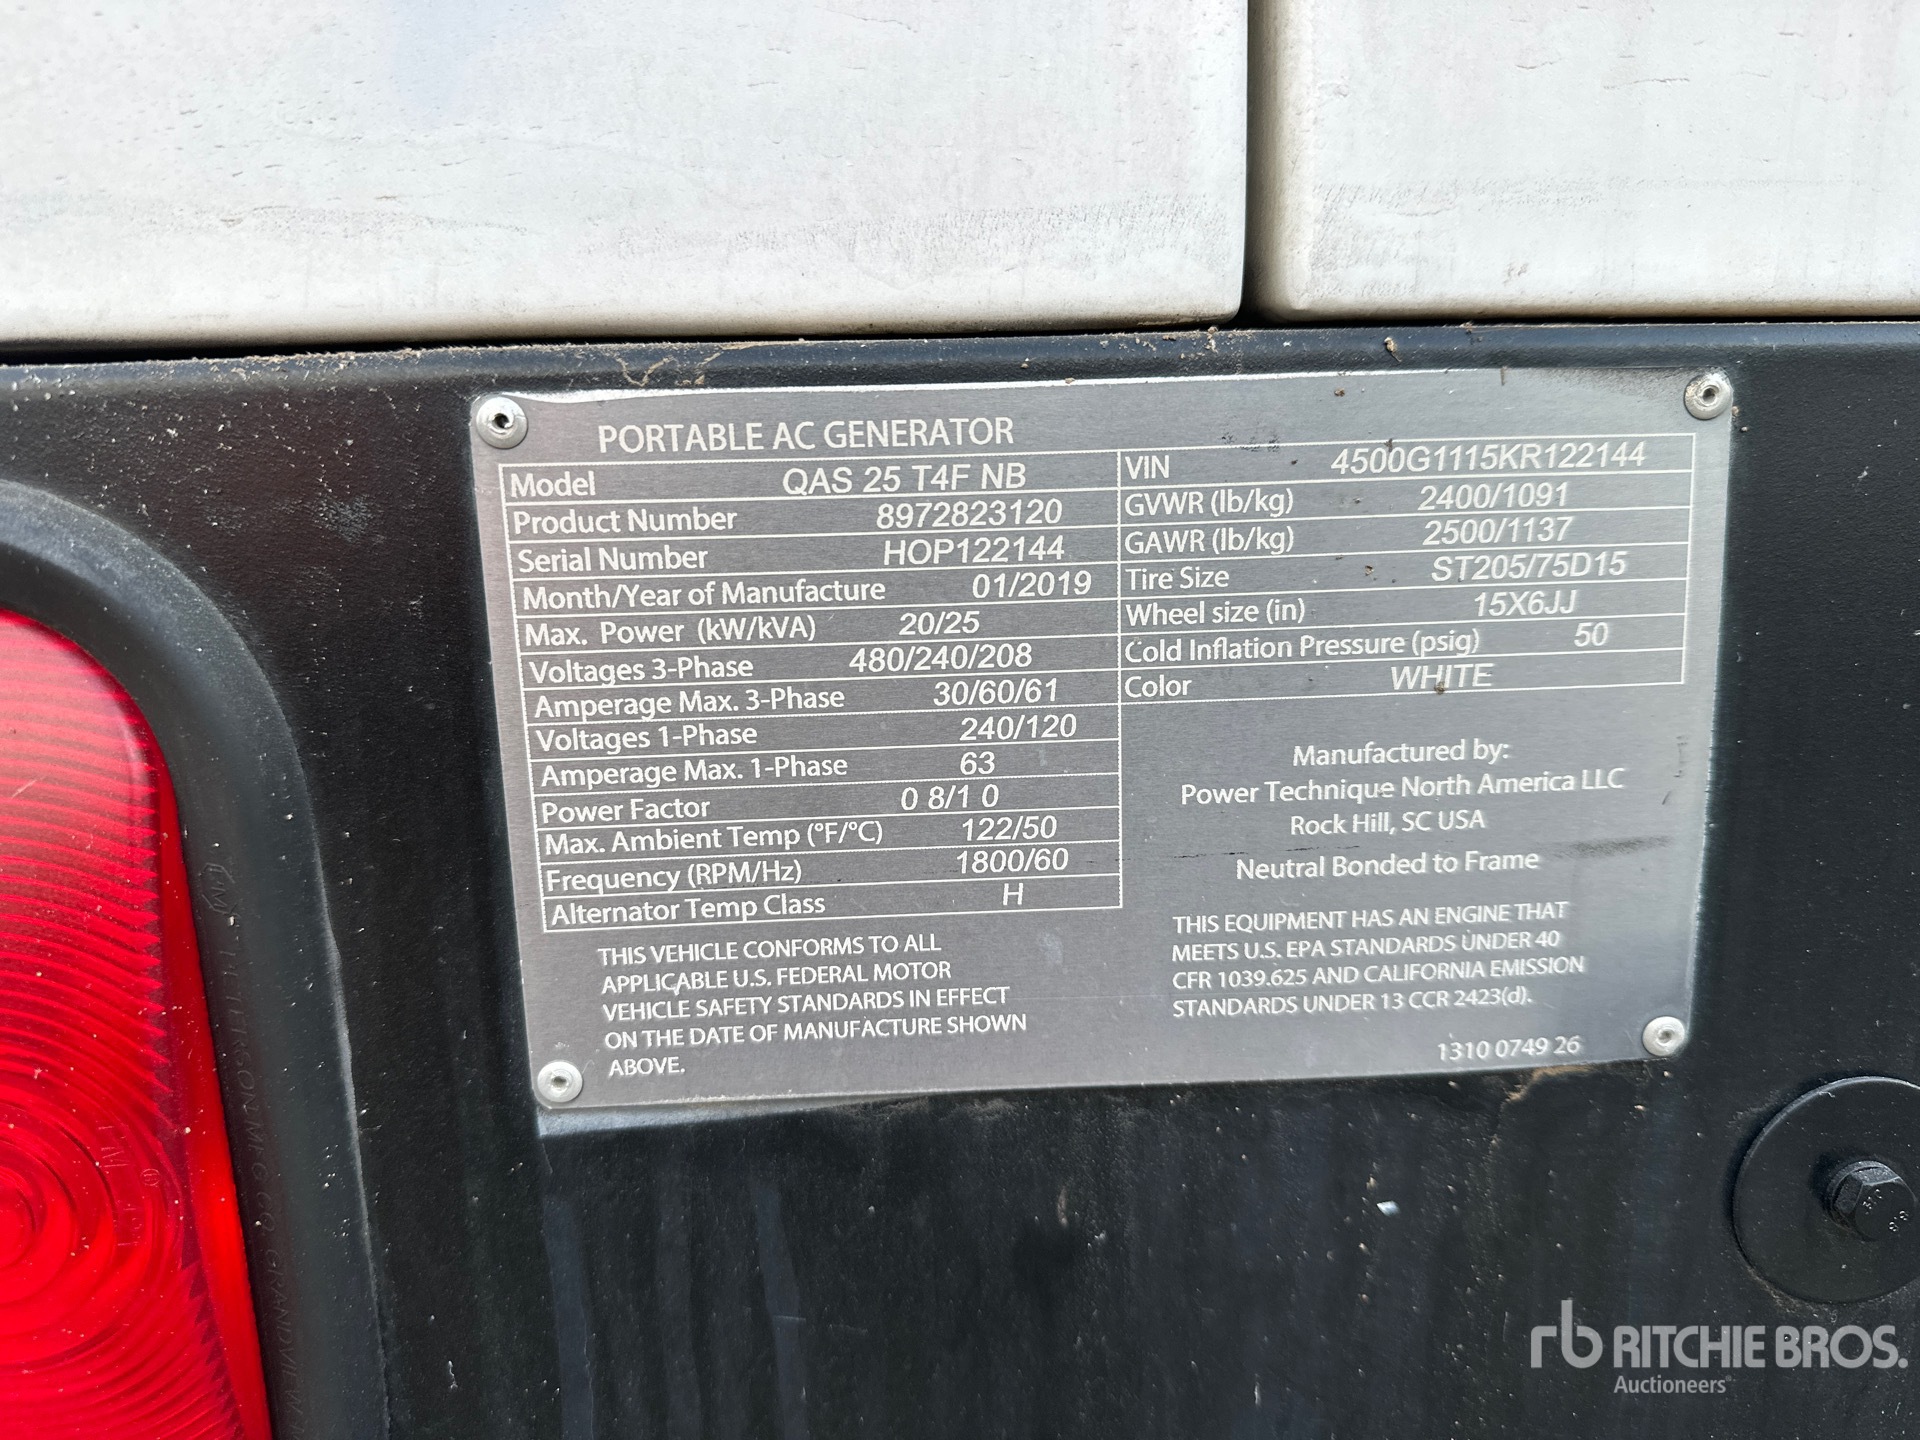 PORTABLE AC GENERATOR
Model QAS 25 T4F NB
Product Number 8972823120
Serial Number HOP122144
Month/Year of Manufacture 01/2019
Max. Power (kW/kVA) 20/25
Voltages 3-Phase 480/240/208
Amperage Max. 3-Phase 30/60/61
Voltages 1-Phase 240/120
Amperage Max. 1-Phase 63
Power Factor 0 8/1 0
Max. Ambient Temp (°F/°C) 122/50
Frequency (RPM/Hz) 1800/60
Alternator Temp Class H
THIS VEHICLE CONFORMS TO ALL
APPLICABLE U.S. FEDERAL MOTOR
VEHICLE SAFETY STANDARDS IN EFFECT
ON THE DATE OF MANUFACTURE SHOWN
ABOVE.
VIN 4500G1115KR122144
GVWR (lb/kg) 2400/1091
GAWR (lb/kg) 2500/1137
Tire Size ST205/75D15
Wheel size (in) 15X6JJ
Cold Inflation Pressure (psig) 50
Color WHITE
Manufactured by:
Power Technique North America LLC
Rock Hill, SC USA
Neutral Bonded to Frame
THIS EQUIPMENT HAS AN ENGINE THAT
MEETS U.S. EPA STANDARDS UNDER 40
CFR 1039.625 AND CALIFORNIA EMISSION
STANDARDS UNDER 13 CCR 2423(d).
1310 0749 26
rb RITCHIE BROS.
Auctioneers